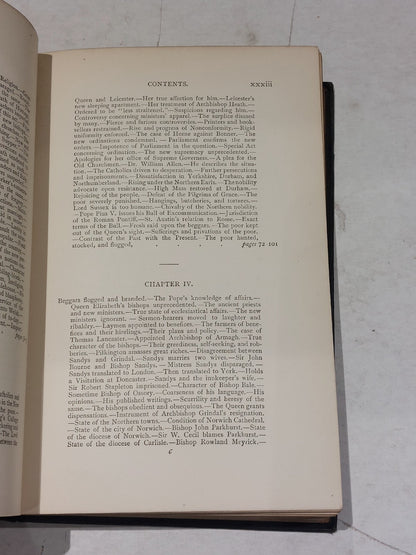 CONTENTS. xxxiii
Queen and Leicester.—Her true affection for him.—Leicester's
new sleeping apartment.—Her treatment of Archbishop Heath.—
Ordered to be "less straitened."—Suspicions regarding him.—
Controversy concerning ministers' apparel.—The surplice disused
by many.—Fierce and furious controversies.—Printers and book-
sellers restrained.—Rise and progress of Nonconformity.—Rigid
uniformity ordered.—The case of Horne against Bonner.—The
new ordinations condemned.—Parliament confirms the new
orders.—Impotence of Parliament in the question.—Special Act
concerning ordination.—The new supremacy unprecedented.—
Apologies for her office of Supreme Governess.—A plea for the
Old Churchmen.—Dr. William Allen.—He describes the situa-
tion.—The Catholics driven to desperation.—Further persecutions
and imprisonments.—Dissatisfaction in Yorkshire, Durham, and
Northumberland.—Rising under the Northern Earls.—The nobility
advocate open resistance.—High Mass restored at Durham.—
Rejoicing of the people.—Defeat of the Pilgrims of Grace.—The
poor severely punished.—Hangings, butcheries, and tortures.—
Lord Sussex is too humane.—Chivalry of the Northern nobility.
—Pope Pius V. issues his Bull of Excommunication.—Jurisdiction
of the Roman Pontiff.—St. Austin's relation to Rome.—Exact
terms of the Bull.—Fresh raid upon the beggars.—The poor kept
out of the Queen's sight.—Sufferings and privations of the poor.
—Contrast of the Past with the Present.—The poor hunted,
stocked, and flogged, . . . . pages 72-101
CHAPTER IV.
Beggars flogged and branded.—The Pope's knowledge of affairs.—
Queen Elizabeth's bishops unprecedented.—The ancient priests
and new ministers.—True state of ecclesiastical affairs.—The new
ministers ignorant.—Sermon-hearers moved to laughter and
ribaldry.—Laymen appointed to benefices.—The farmers of bene-
fices and their hirelings.—Their plans and policy.—The case of
Thomas Lancaster.—Appointed Archbishop of Armagh.—True
character of the bishops.—Their greediness, self-seeking, and rob-
beries.—Pilkington amasses great riches.—Disagreement between
Sandys and Grindal.—Sandys marries two wives.—Sir John
Bourne and Bishop Sandys.—Mistress Sandys disparaged.—
Sandys translated to London.—Then translated to York.—Holds
a Visitation at Doncaster.—Sandys and the innkeeper's wife.—
Sir Robert Stapleton imprisoned.—Character of Bishop Bale.—
Sometime Bishop of Ossory.—Coarseness of his language.—His
opinions.—His published writings.—Scurrility and heresy of the
same.—The bishops obedient and obsequious.—The Queen grants
dispensations.—Instrument of Archbishop Grindal's resignation.
—State of the Northern towns.—Condition of Norwich Cathedral.
—State of the city of Norwich.—Bishop John Parkhurst.—State
of the diocese of Norwich.—Sir W. Cecil blames Parkhurst.—
State of the diocese of Carlisle.—Bishop Rowland Meyrick.—
c